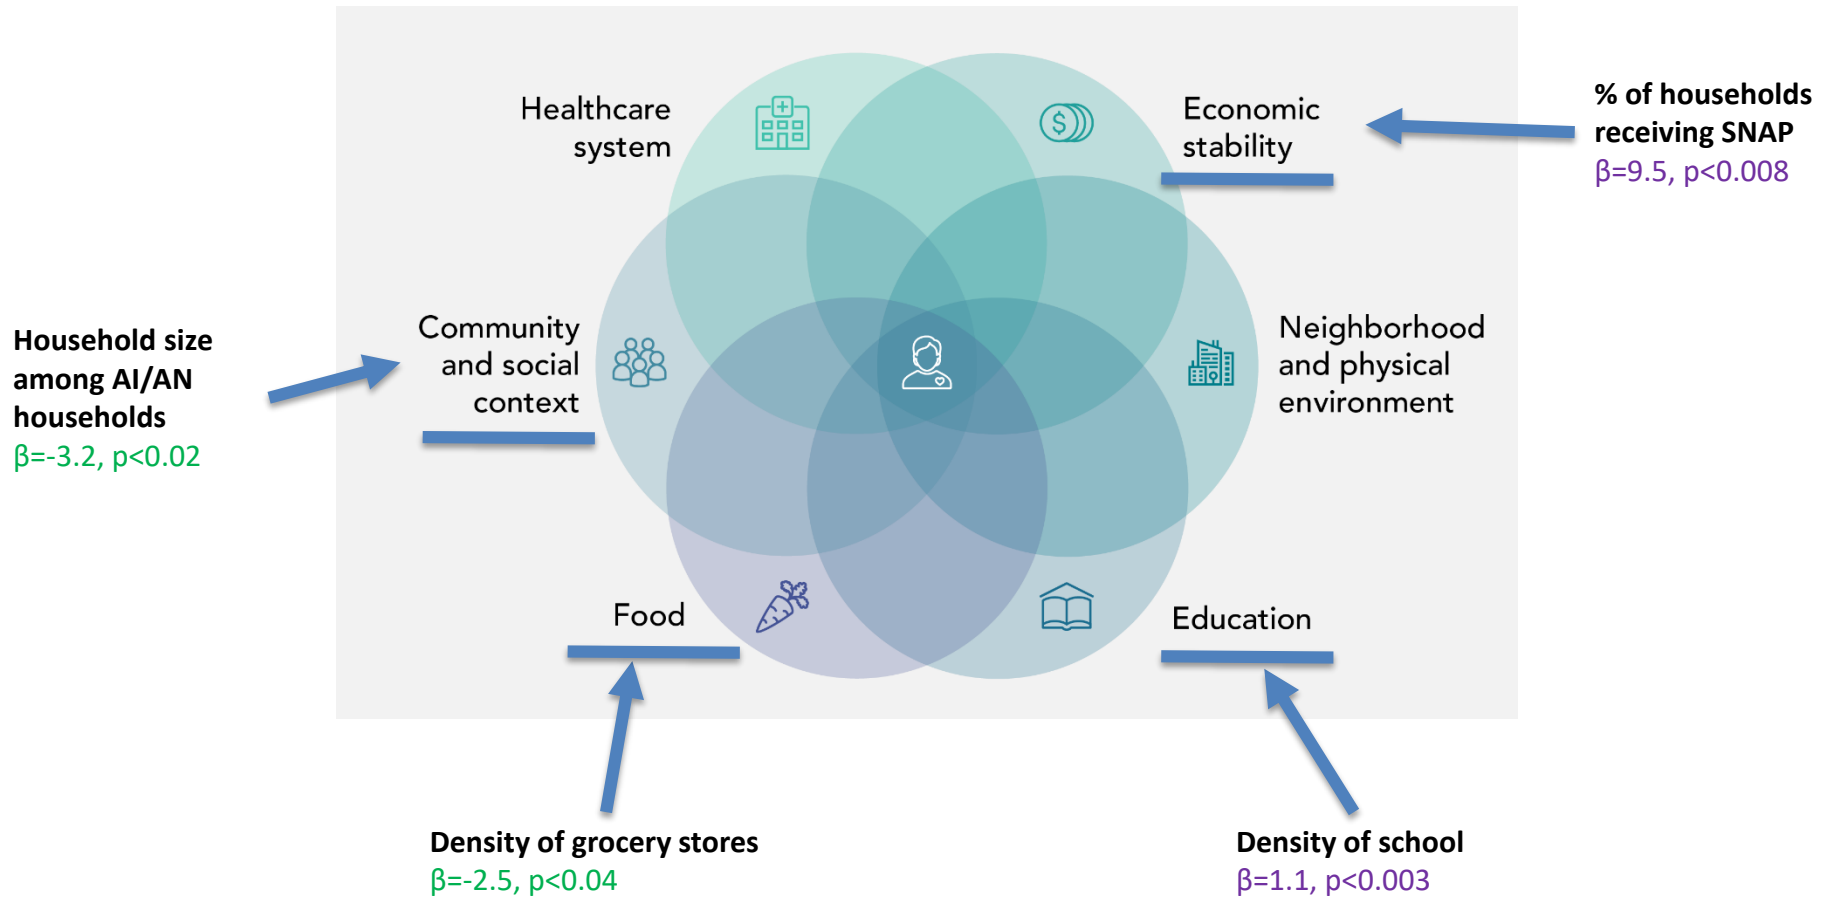 Healthcare
system
Economic
stability
% of households
receiving SNAP
β=9.5, p<0.008
Household size
among AI/AN
households
β=-3.2, p<0.02
Community
and social
context
Neighborhood
and physical
environment
Food
Education
Density of grocery stores
β=-2.5, p<0.04
Density of school
β=1.1, p<0.003